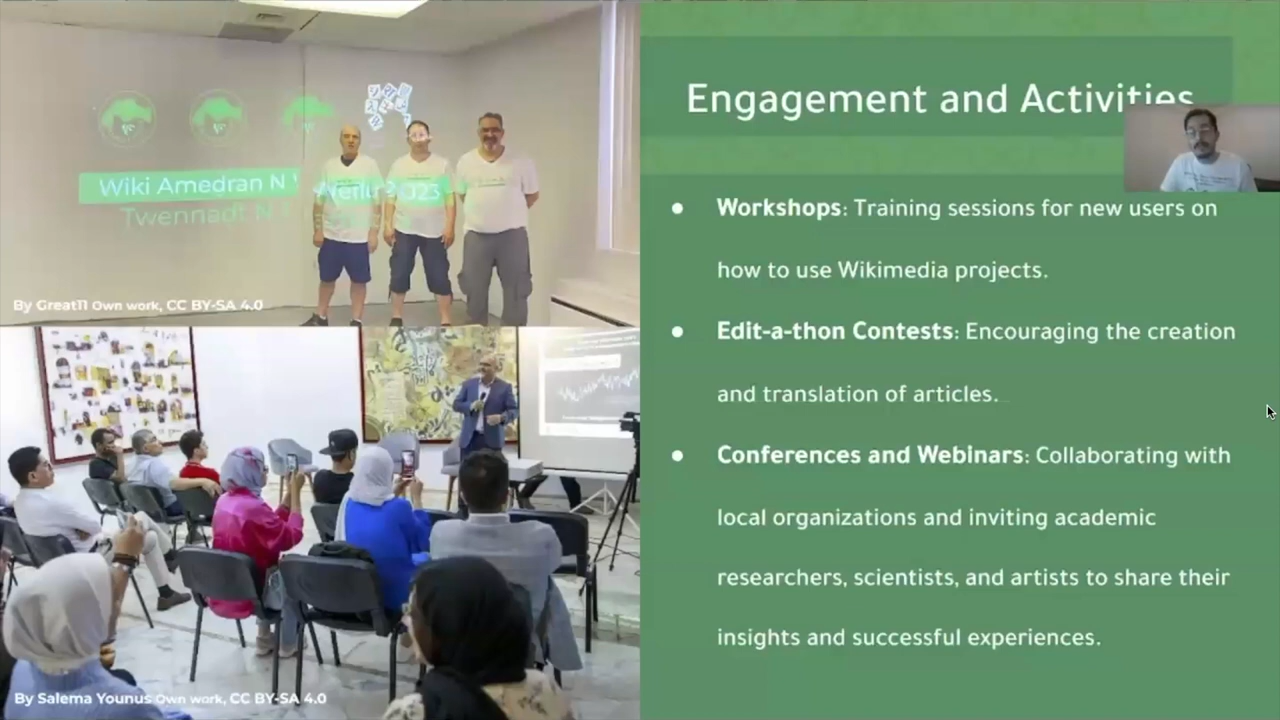 Wiki Amedran N
Twennadt N
2023
By Great11 Own work, CC BY-SA 4.0
By Salema Younus Own work, CC BY-SA 4.0
Engagement and Activities
● Workshops: Training sessions for new users on
how to use Wikimedia projects.
● Edit-a-thon Contests: Encouraging the creation
and translation of articles.
● Conferences and Webinars: Collaborating with
local organizations and inviting academic
researchers, scientists, and artists to share their
insights and successful experiences.